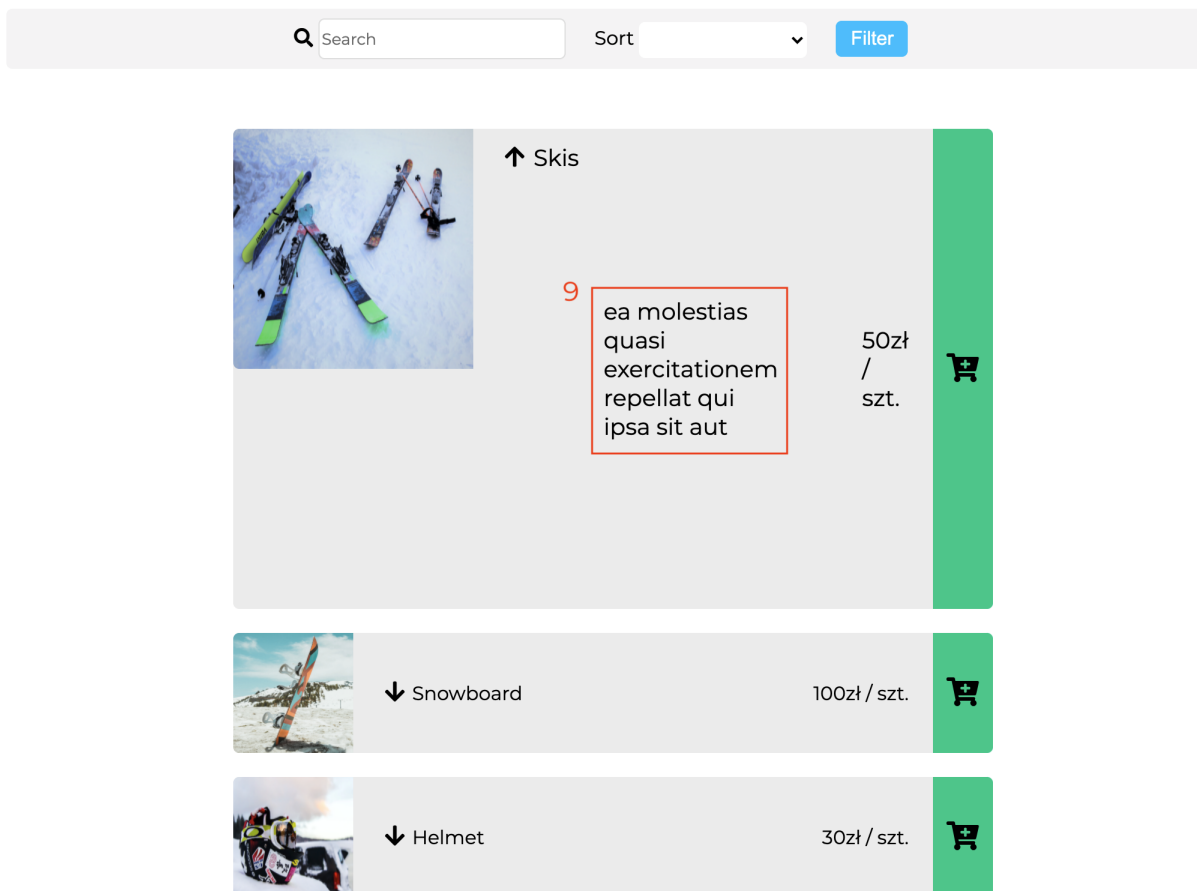 Search
Sort
Filter
Skis
9
ea molestias
quasi
exercitationem
repellat qui
ipsa sit aut
50zł
/
szt.
Snowboard
100zł / szt.
Helmet
30zł / szt.